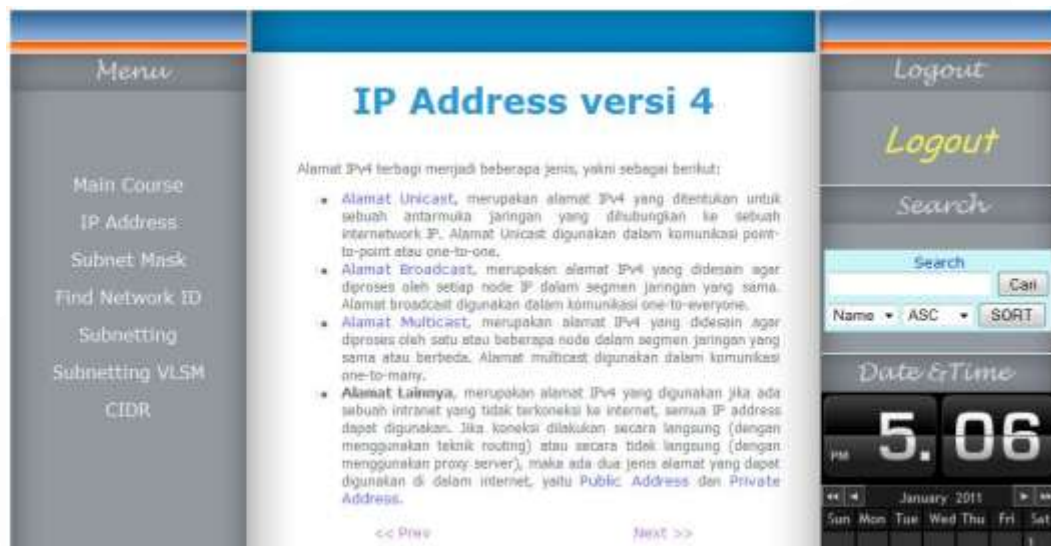 Menu
Main Course
IP Address
Subnet Mask
Find Network ID
Subnetting
Subnetting VLSM
CIDR
IP Address versi 4
Alamat IPv4 terbagi menjadi beberapa jenis, yakni sebagai berikut:
• Alamat Unicast, merupakan alamat IPv4 yang ditentukan untuk
sebuah antarmuka jaringan yang dihubungkan ke sebuah
internetwork IP. Alamat Unicast digunakan dalam komunikasi point-
to-point atau one-to-one.
• Alamat Broadcast, merupakan alamat IPv4 yang didesain agar
diproses oleh setiap node IP dalam segmen jaringan yang sama.
Alamat broadcast digunakan dalam komunikasi one-to-everyone.
• Alamat Multicast, merupakan alamat IPv4 yang didesain agar
diproses oleh satu atau beberapa node dalam segmen jaringan yang
sama atau berbeda. Alamat multicast digunakan dalam komunikasi
one-to-many.
• Alamat Lainnya, merupakan alamat IPv4 yang digunakan jika ada
sebuah intranet yang tidak terkoneksi ke internet, semua IP address
dapat digunakan. Jika koneksi dilakukan secara langsung (dengan
menggunakan teknik routing) atau secara tidak langsung (dengan
menggunakan proxy server), maka ada dua jenis alamat yang dapat
digunakan di dalam internet, yaitu Public Address dan Private
Address.
<< Prev Next >>
Logout
Logout
Search
Search
Cari
Name ASC SORT
Date & Time
PM 5. 06
January 2011
Sun Mon Tue Wed Thu Fri Sat
1